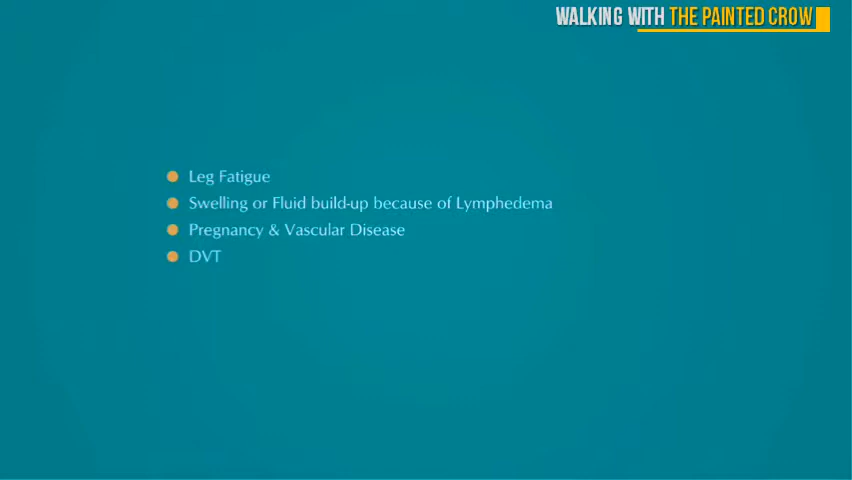 WALKING WITH THE PAINTED CROW
Leg Fatigue
Swelling or Fluid build-up because of Lymphedema
Pregnancy & Vascular Disease
DVT